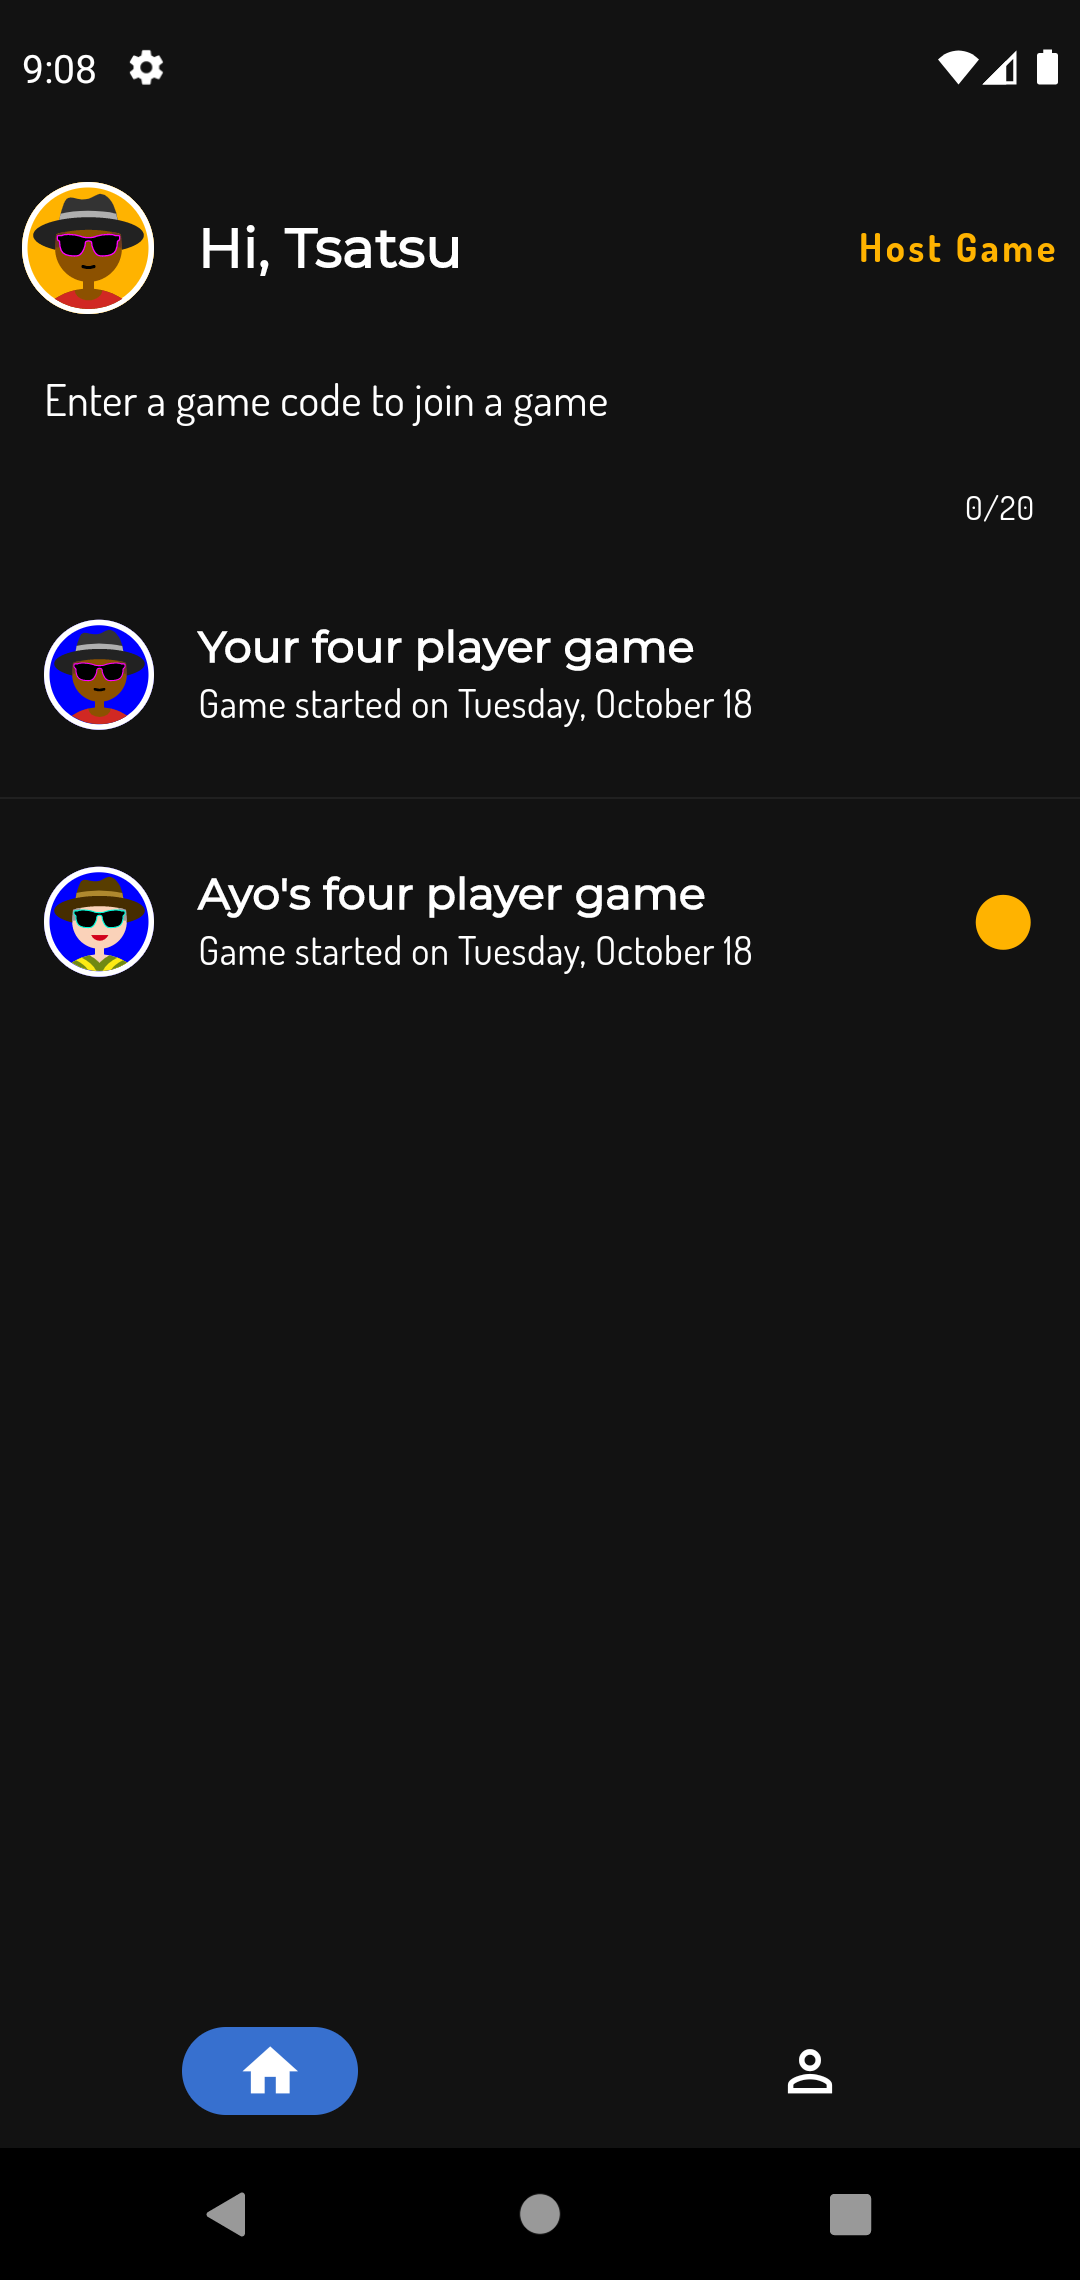 9:08
Hi, Tsatsu
Host Game
Enter a game code to join a game
0/20
Your four player game
Game started on Tuesday, October 18
Ayo's four player game
Game started on Tuesday, October 18